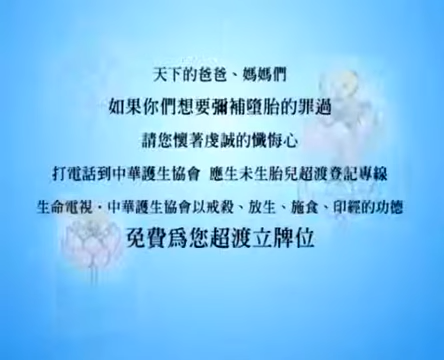 天下的爸爸、媽媽們
如果你們想要彌補墮胎的罪過
請您懷著虔誠的懺悔心
打電話到中華護生協會 應生未生胎兒超渡登記專線
生命電視‧中華護生協會以戒殺、放生、施食、印經的功德
免費為您超渡立牌位